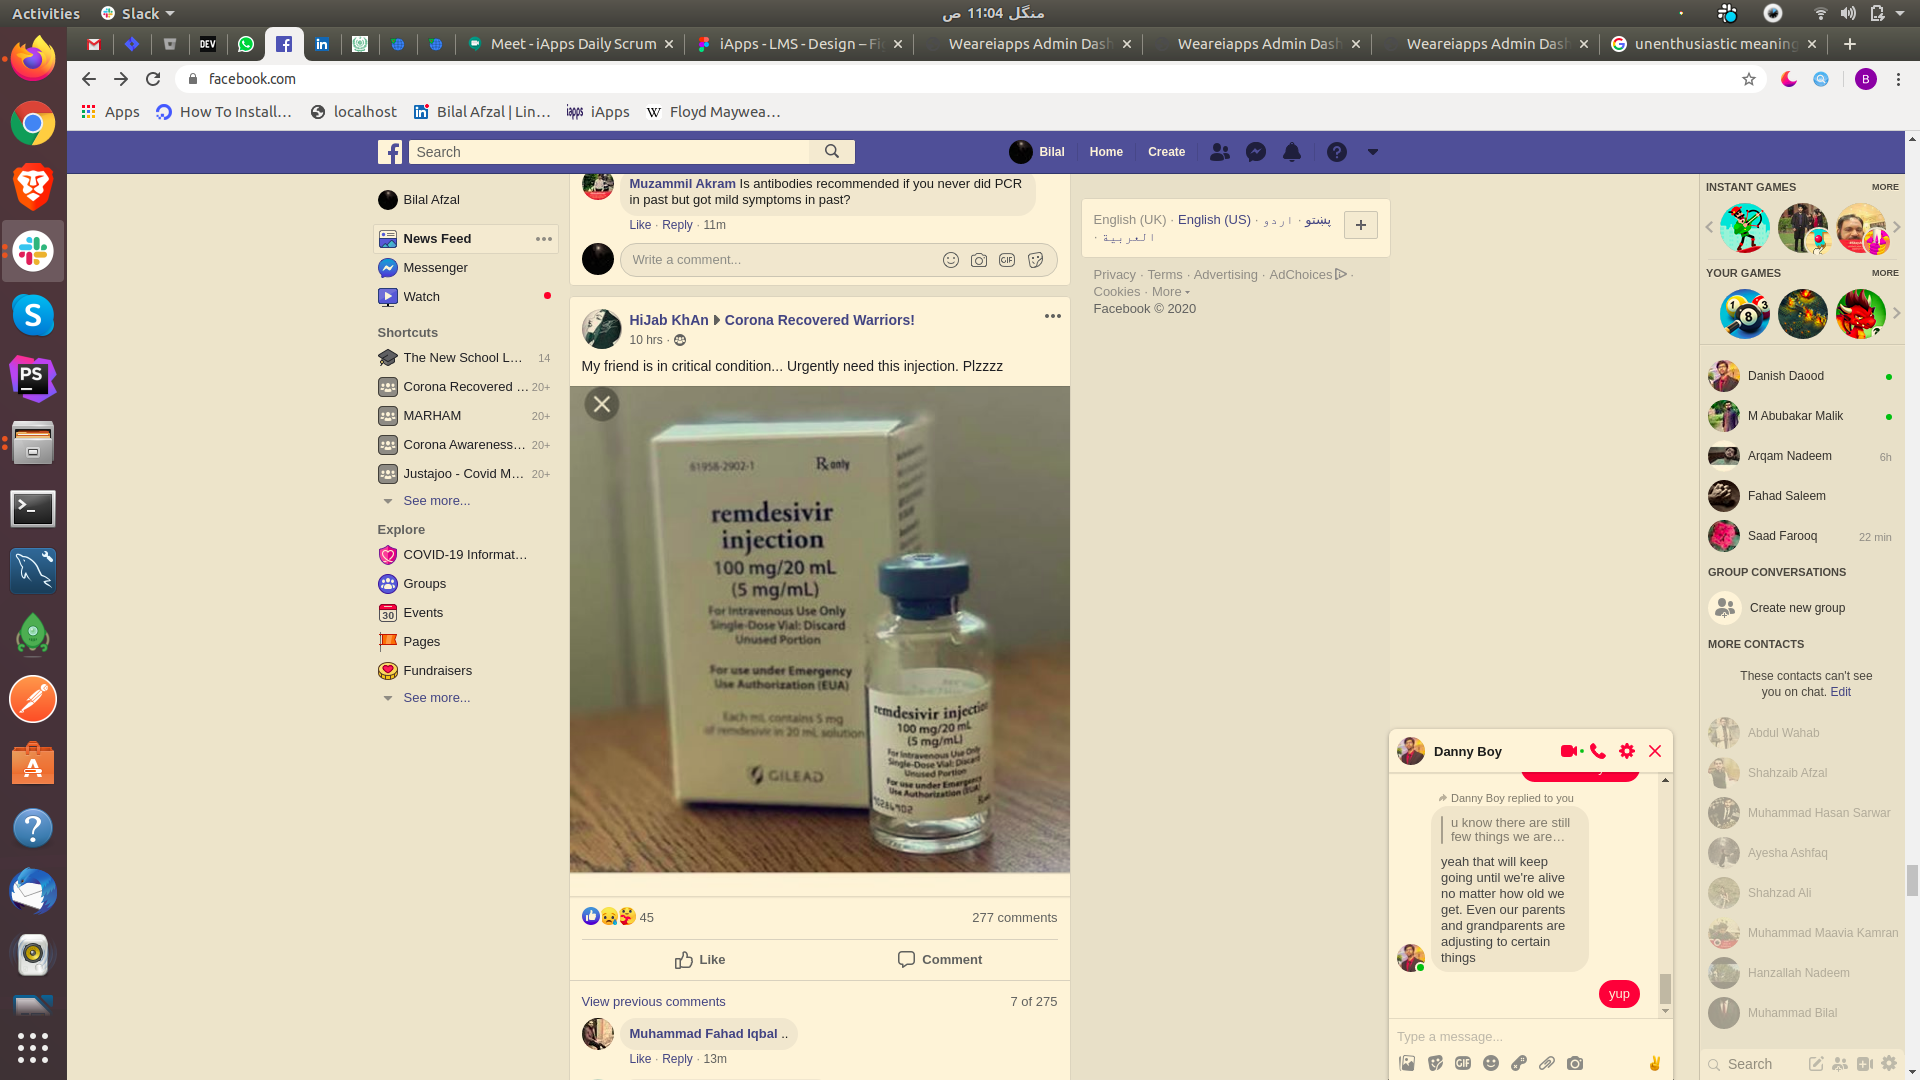 Activities
Slack
منگل 11:04 ص
Meet - iApps Daily Scrum
iApps - LMS - Design – Fi
Weareiapps Admin Dash
Weareiapps Admin Dash
Weareiapps Admin Dash
unenthusiastic meaning
facebook.com
B
Apps
How To Install…
localhost
Bilal Afzal | Lin…
iApps
Floyd Maywea…
Search
Bilal
Home
Create
Bilal Afzal
News Feed
Messenger
Watch
Shortcuts
The New School L… 14
Corona Recovered … 20+
MARHAM 20+
Corona Awareness… 20+
Justajoo - Covid M… 20+
See more...
Explore
COVID-19 Informat…
Groups
Events
Pages
Fundraisers
See more...
Muzammil Akram Is antibodies recommended if you never did PCR
in past but got mild symptoms in past?
Like · Reply · 11m
Write a comment...
HiJab KhAn Corona Recovered Warriors!
10 hrs ·
My friend is in critical condition... Urgently need this injection. Plzzzz
61958-2902-1
Rx only
remdesivir
injection
100 mg/20 mL
(5 mg/mL)
For Intravenous Use Only
Single-Dose Vial: Discard
Unused Portion
For use under Emergency
Use Authorization (EUA)
Each mL contains 5 mg
of remdesivir in 20 mL solution
GILEAD
remdesivir injectio
100 mg/20 mL
(5 mg/mL)
For Intravenous Use Only
Single-Dose Vial: Discard
Unused Portion
For use under Emergency
Use Authorization (EUA)
45
277 comments
Like
Comment
View previous comments
7 of 275
Muhammad Fahad Iqbal ..
Like · Reply · 13m
English (UK) · English (US) · اردو · پښتو
· العربية
Privacy · Terms · Advertising · AdChoices ·
Cookies · More
Facebook © 2020
INSTANT GAMES
MORE
YOUR GAMES
MORE
Danish Daood
M Abubakar Malik
Arqam Nadeem 6h
Fahad Saleem
Saad Farooq 22 min
GROUP CONVERSATIONS
Create new group
MORE CONTACTS
These contacts can't see
you on chat. Edit
Abdul Wahab
Shahzaib Afzal
Muhammad Hasan Sarwar
Ayesha Ashfaq
Shahzad Ali
Muhammad Maavia Kamran
Hanzallah Nadeem
Muhammad Bilal
Search
Danny Boy
Danny Boy replied to you
u know there are still
few things we are…
yeah that will keep
going until we're alive
no matter how old we
get. Even our parents
and grandparents are
adjusting to certain
things
yup
Type a message...